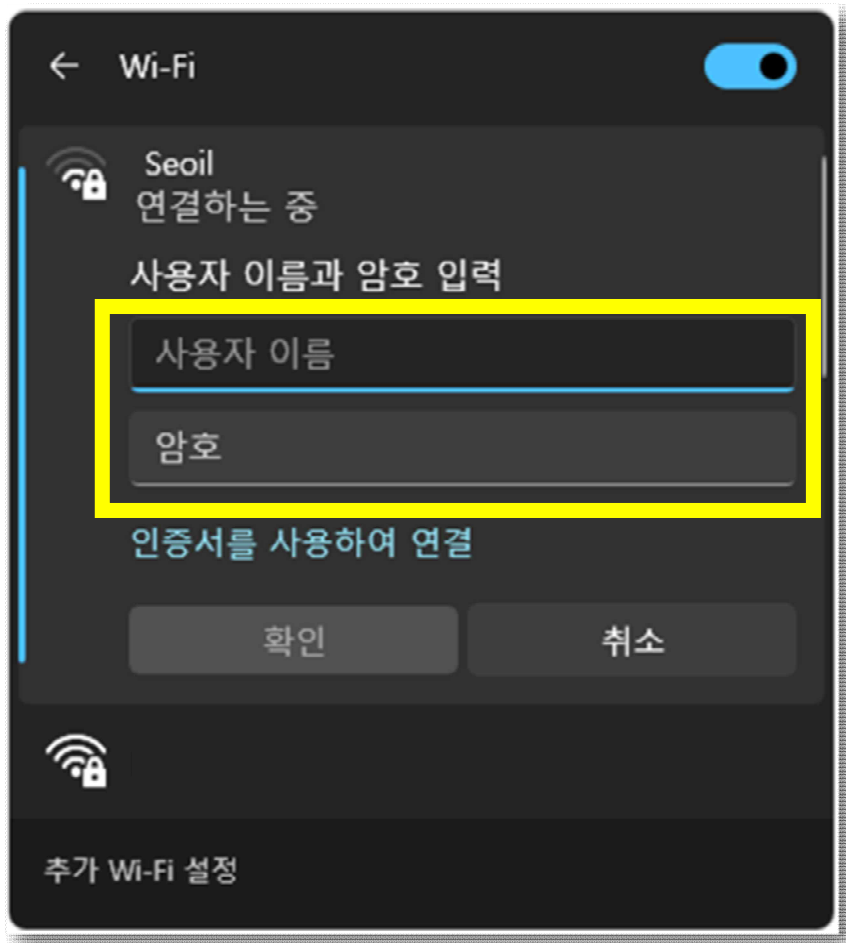 Wi-Fi
Seoil
연결하는 중
사용자 이름과 암호 입력
사용자 이름
암호
인증서를 사용하여 연결
확인
취소
추가 Wi-Fi 설정